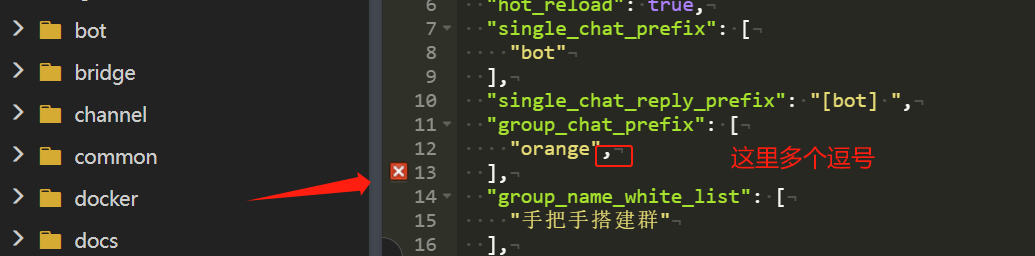 bot
bridge
channel
common
docker
docs
6 "hot_reload": true,
7 "single_chat_prefix": [
8 "bot"
9 ],
10 "single_chat_reply_prefix": "[bot] ",
11 "group_chat_prefix": [
12 "orange",
这里多个逗号
13 ],
14 "group_name_white_list": [
15 "手把手搭建群"
16 ],